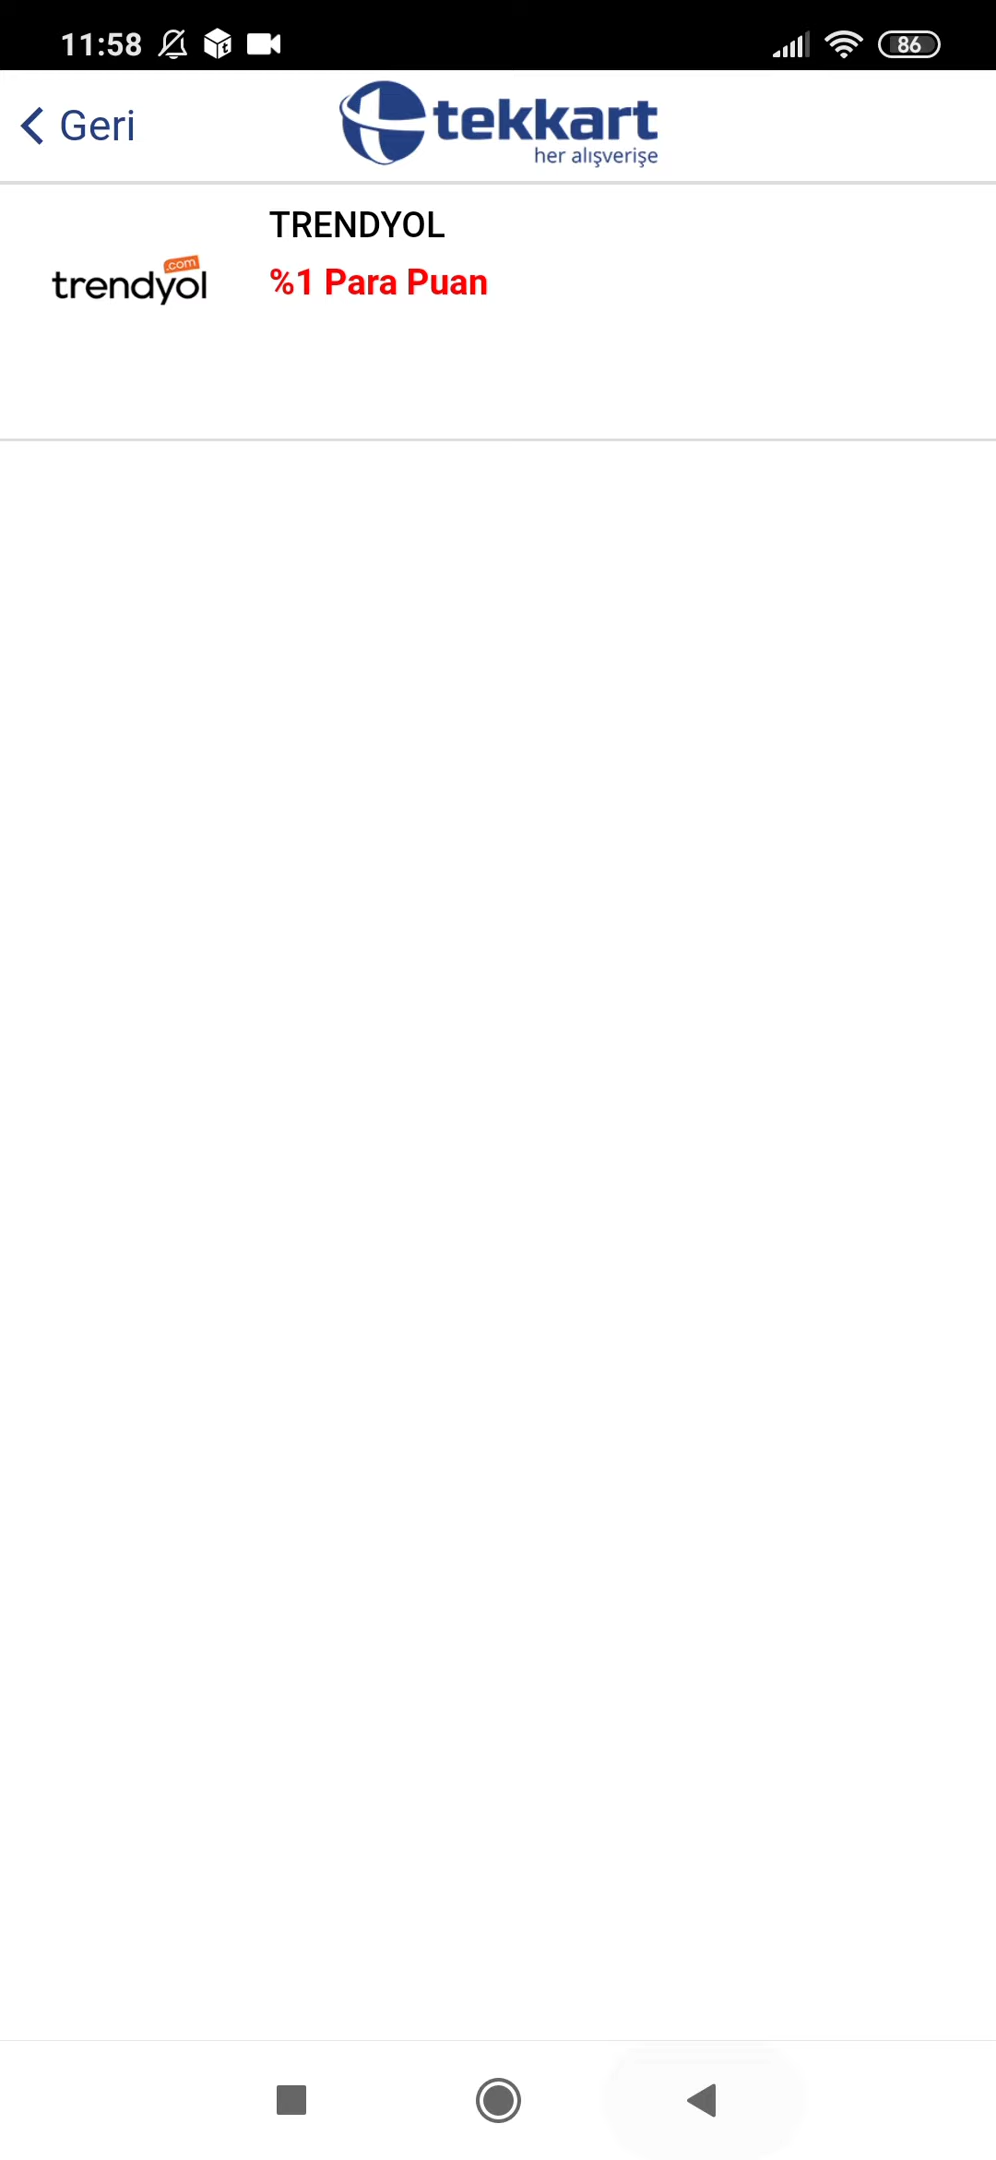 11:58
86
Geri
tekkart
her alışverişe
TRENDYOL
.com
trendyol
%1 Para Puan